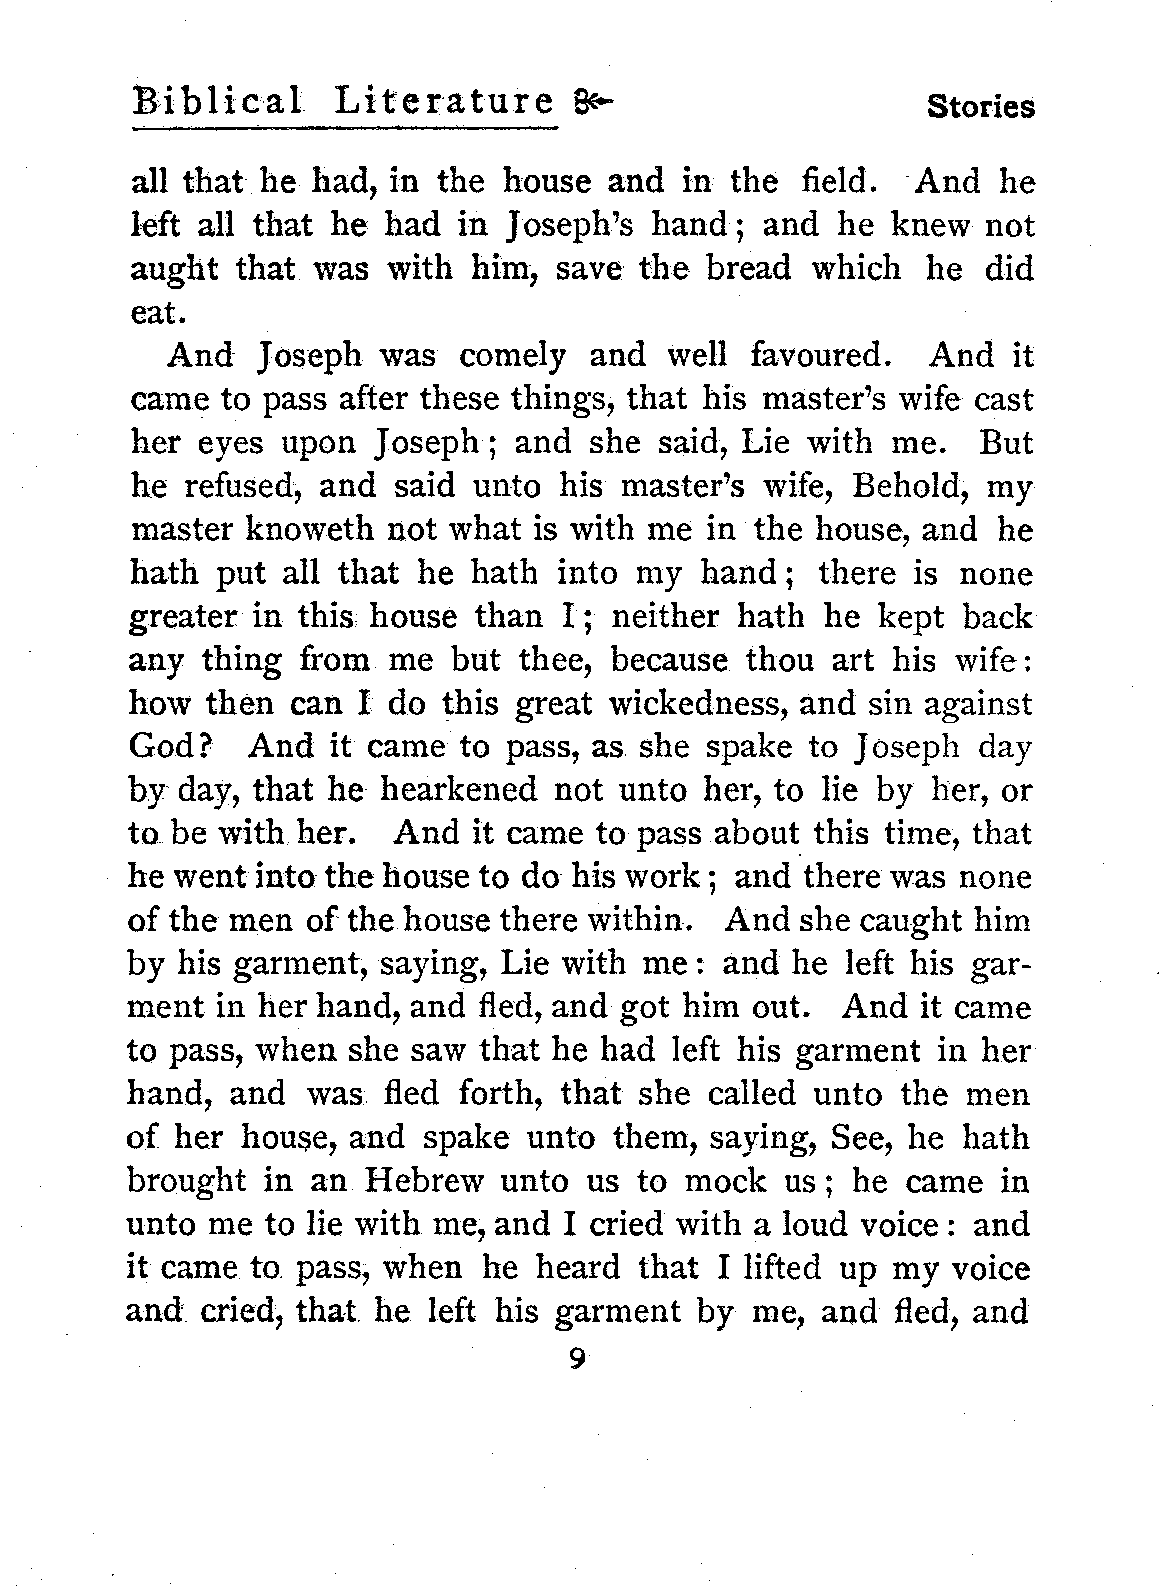 Biblical Literature Stories
all that he had, in the house and in the field. And he
left all that he had in Joseph's hand; and he knew not
aught that was with him, save the bread which he did
eat.
And Joseph was comely and well favoured. And it
came to pass after these things, that his master's wife cast
her eyes upon Joseph; and she said, Lie with me. But
he refused, and said unto his master's wife, Behold, my
master knoweth not what is with me in the house, and he
hath put all that he hath into my hand; there is none
greater in this house than I; neither hath he kept back
any thing from me but thee, because thou art his wife:
how then can I do this great wickedness, and sin against
God? And it came to pass, as she spake to Joseph day
by day, that he hearkened not unto her, to lie by her, or
to be with her. And it came to pass about this time, that
he went into the house to do his work; and there was none
of the men of the house there within. And she caught him
by his garment, saying, Lie with me: and he left his gar-
ment in her hand, and fled, and got him out. And it came
to pass, when she saw that he had left his garment in her
hand, and was fled forth, that she called unto the men
of her house, and spake unto them, saying, See, he hath
brought in an Hebrew unto us to mock us; he came in
unto me to lie with me, and I cried with a loud voice: and
it came to pass, when he heard that I lifted up my voice
and cried, that he left his garment by me, and fled, and
9